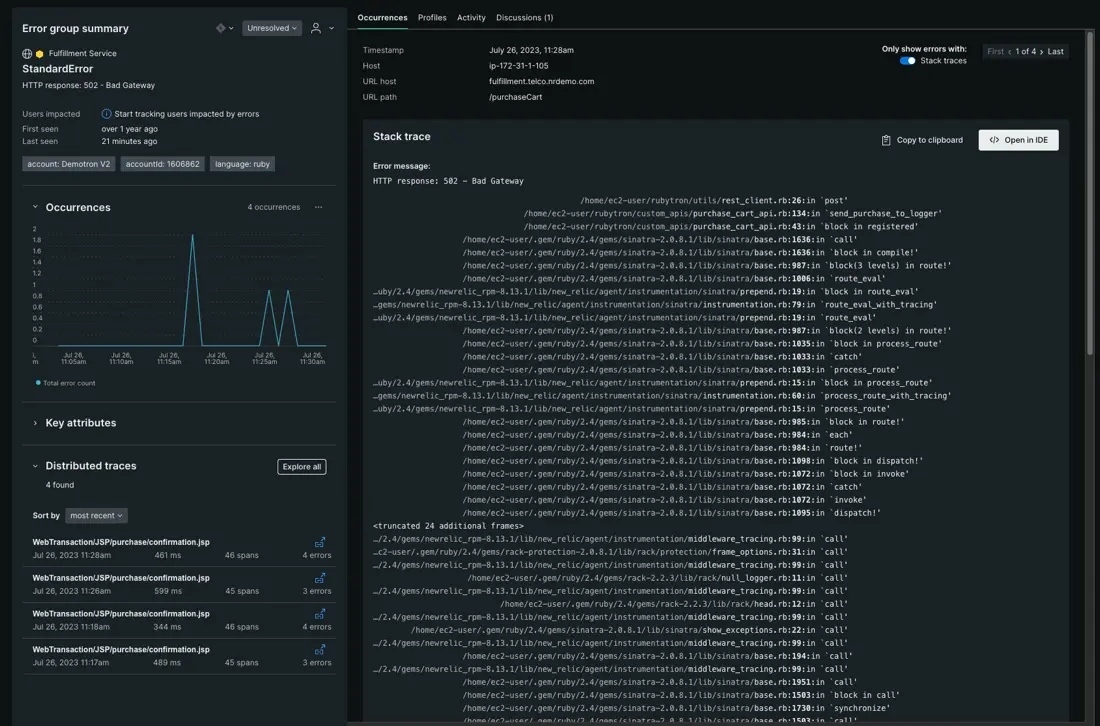 Error group summary
Unresolved
Fulfillment Service
StandardError
HTTP response: 502 - Bad Gateway
Users impacted Start tracking users impacted by errors
First seen over 1 year ago
Last seen 21 minutes ago
account: Demotron V2 accountId: 1606862 language: ruby
Occurrences 4 occurrences ...
2
1.8
1.6
1.4
1.2
1
0.8
0.6
0.4
0.2
0
l, Jul 26, Jul 26, Jul 26, Jul 26, Jul 26, Jul 26,
m 11:05am 11:10am 11:15am 11:20am 11:25am 11:30am
Total error count
Key attributes
Distributed traces Explore all
4 found
Sort by most recent
WebTransaction/JSP/purchase/confirmation.jsp
Jul 26, 2023 11:28am 461 ms 46 spans 4 errors
WebTransaction/JSP/purchase/confirmation.jsp
Jul 26, 2023 11:26am 599 ms 45 spans 3 errors
WebTransaction/JSP/purchase/confirmation.jsp
Jul 26, 2023 11:18am 344 ms 46 spans 4 errors
WebTransaction/JSP/purchase/confirmation.jsp
Jul 26, 2023 11:17am 489 ms 45 spans 3 errors
Occurrences Profiles Activity Discussions (1)
Timestamp July 26, 2023, 11:28am
Host ip-172-31-1-105
URL host fulfillment.telco.nrdemo.com
URL path /purchaseCart
Only show errors with:
Stack traces
First ‹ 1 of 4 › Last
Stack trace
Copy to clipboard
</> Open in IDE
Error message:
HTTP response: 502 - Bad Gateway
/home/ec2-user/rubytron/utils/rest_client.rb:26:in `post'
/home/ec2-user/rubytron/custom_apis/purchase_cart_api.rb:134:in `send_purchase_to_logger'
/home/ec2-user/rubytron/custom_apis/purchase_cart_api.rb:43:in `block in registered'
/home/ec2-user/.gem/ruby/2.4/gems/sinatra-2.0.8.1/lib/sinatra/base.rb:1636:in `call'
/home/ec2-user/.gem/ruby/2.4/gems/sinatra-2.0.8.1/lib/sinatra/base.rb:1636:in `block in compile!'
/home/ec2-user/.gem/ruby/2.4/gems/sinatra-2.0.8.1/lib/sinatra/base.rb:987:in `block(3 levels) in route!'
/home/ec2-user/.gem/ruby/2.4/gems/sinatra-2.0.8.1/lib/sinatra/base.rb:1006:in `route_eval'
…uby/2.4/gems/newrelic_rpm-8.13.1/lib/new_relic/agent/instrumentation/sinatra/prepend.rb:19:in `block in route_eval'
…gems/newrelic_rpm-8.13.1/lib/new_relic/agent/instrumentation/sinatra/instrumentation.rb:79:in `route_eval_with_tracing'
…uby/2.4/gems/newrelic_rpm-8.13.1/lib/new_relic/agent/instrumentation/sinatra/prepend.rb:19:in `route_eval'
/home/ec2-user/.gem/ruby/2.4/gems/sinatra-2.0.8.1/lib/sinatra/base.rb:987:in `block(2 levels) in route!'
/home/ec2-user/.gem/ruby/2.4/gems/sinatra-2.0.8.1/lib/sinatra/base.rb:1035:in `block in process_route'
/home/ec2-user/.gem/ruby/2.4/gems/sinatra-2.0.8.1/lib/sinatra/base.rb:1033:in `catch'
/home/ec2-user/.gem/ruby/2.4/gems/sinatra-2.0.8.1/lib/sinatra/base.rb:1033:in `process_route'
…uby/2.4/gems/newrelic_rpm-8.13.1/lib/new_relic/agent/instrumentation/sinatra/prepend.rb:15:in `block in process_route'
…gems/newrelic_rpm-8.13.1/lib/new_relic/agent/instrumentation/sinatra/instrumentation.rb:60:in `process_route_with_tracing'
…uby/2.4/gems/newrelic_rpm-8.13.1/lib/new_relic/agent/instrumentation/sinatra/prepend.rb:15:in `process_route'
/home/ec2-user/.gem/ruby/2.4/gems/sinatra-2.0.8.1/lib/sinatra/base.rb:985:in `block in route!'
/home/ec2-user/.gem/ruby/2.4/gems/sinatra-2.0.8.1/lib/sinatra/base.rb:984:in `each'
/home/ec2-user/.gem/ruby/2.4/gems/sinatra-2.0.8.1/lib/sinatra/base.rb:984:in `route!'
/home/ec2-user/.gem/ruby/2.4/gems/sinatra-2.0.8.1/lib/sinatra/base.rb:1098:in `block in dispatch!'
/home/ec2-user/.gem/ruby/2.4/gems/sinatra-2.0.8.1/lib/sinatra/base.rb:1072:in `block in invoke'
/home/ec2-user/.gem/ruby/2.4/gems/sinatra-2.0.8.1/lib/sinatra/base.rb:1072:in `catch'
/home/ec2-user/.gem/ruby/2.4/gems/sinatra-2.0.8.1/lib/sinatra/base.rb:1072:in `invoke'
/home/ec2-user/.gem/ruby/2.4/gems/sinatra-2.0.8.1/lib/sinatra/base.rb:1095:in `dispatch!'
<truncated 24 additional frames>
…/2.4/gems/newrelic_rpm-8.13.1/lib/new_relic/agent/instrumentation/middleware_tracing.rb:99:in `call'
…c2-user/.gem/ruby/2.4/gems/rack-protection-2.0.8.1/lib/rack/protection/frame_options.rb:31:in `call'
…/2.4/gems/newrelic_rpm-8.13.1/lib/new_relic/agent/instrumentation/middleware_tracing.rb:99:in `call'
/home/ec2-user/.gem/ruby/2.4/gems/rack-2.2.3/lib/rack/null_logger.rb:11:in `call'
…/2.4/gems/newrelic_rpm-8.13.1/lib/new_relic/agent/instrumentation/middleware_tracing.rb:99:in `call'
/home/ec2-user/.gem/ruby/2.4/gems/rack-2.2.3/lib/rack/head.rb:12:in `call'
…/2.4/gems/newrelic_rpm-8.13.1/lib/new_relic/agent/instrumentation/middleware_tracing.rb:99:in `call'
/home/ec2-user/.gem/ruby/2.4/gems/sinatra-2.0.8.1/lib/sinatra/show_exceptions.rb:22:in `call'
…/2.4/gems/newrelic_rpm-8.13.1/lib/new_relic/agent/instrumentation/middleware_tracing.rb:99:in `call'
/home/ec2-user/.gem/ruby/2.4/gems/sinatra-2.0.8.1/lib/sinatra/base.rb:194:in `call'
…/2.4/gems/newrelic_rpm-8.13.1/lib/new_relic/agent/instrumentation/middleware_tracing.rb:99:in `call'
/home/ec2-user/.gem/ruby/2.4/gems/sinatra-2.0.8.1/lib/sinatra/base.rb:1951:in `call'
/home/ec2-user/.gem/ruby/2.4/gems/sinatra-2.0.8.1/lib/sinatra/base.rb:1503:in `block in call'
/home/ec2-user/.gem/ruby/2.4/gems/sinatra-2.0.8.1/lib/sinatra/base.rb:1730:in `synchronize'
/home/ec2-user/.gem/ruby/2.4/gems/sinatra-2.0.8.1/lib/sinatra/base.rb:1503:in `call'